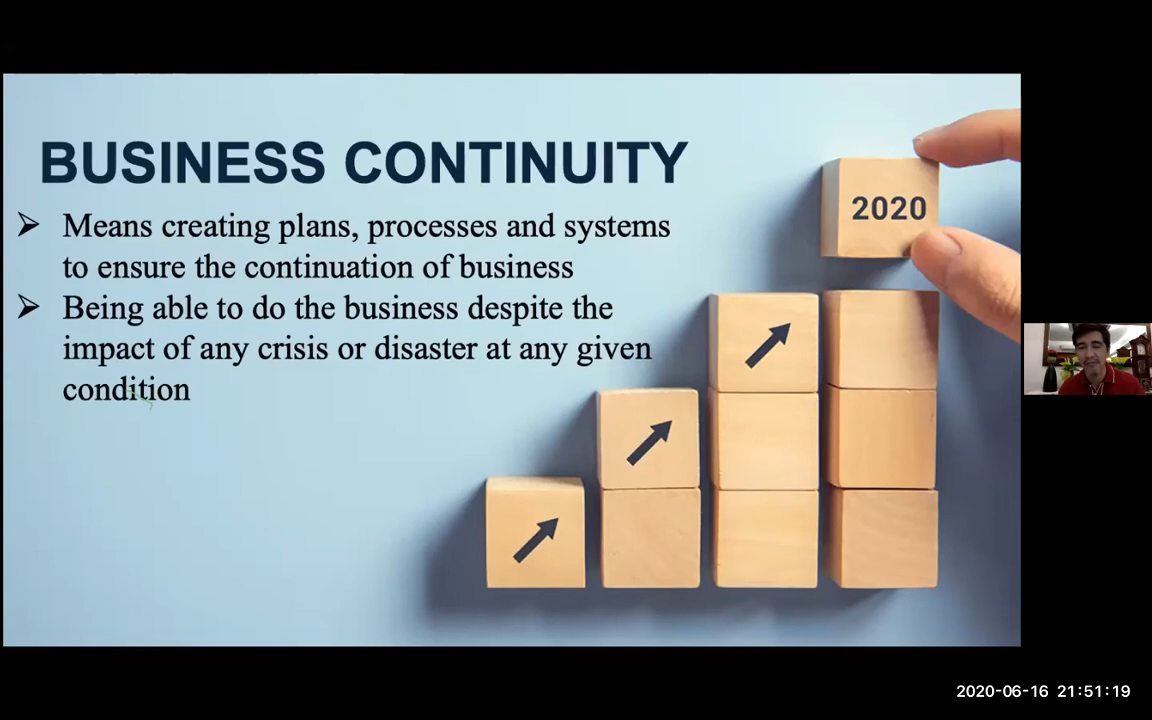 BUSINESS CONTINUITY
➢ Means creating plans, processes and systems
to ensure the continuation of business
➢ Being able to do the business despite the
impact of any crisis or disaster at any given
condition
2020
2020-06-16 21:51:19